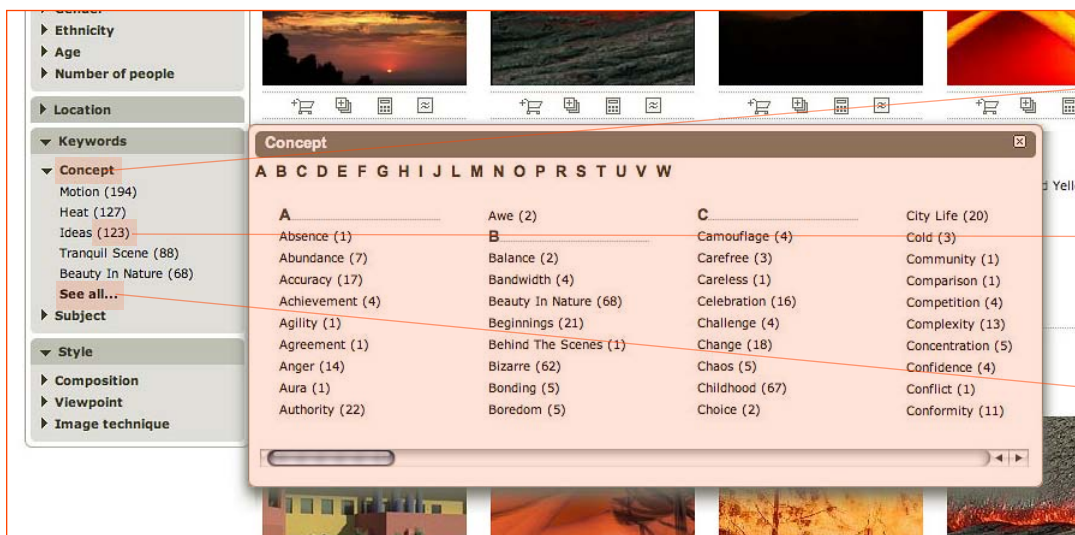 Ethnicity
Age
Number of people
Location
Keywords
Concept
Motion (194)
Heat (127)
Ideas (123)
Tranquil Scene (88)
Beauty In Nature (68)
See all...
Subject
Style
Composition
Viewpoint
Image technique
Concept
A B C D E F G H I J L M N O P R S T U V W
A
Absence (1)
Abundance (7)
Accuracy (17)
Achievement (4)
Agility (1)
Agreement (1)
Anger (14)
Aura (1)
Authority (22)
Awe (2)
B
Balance (2)
Bandwidth (4)
Beauty In Nature (68)
Beginnings (21)
Behind The Scenes (1)
Bizarre (62)
Bonding (5)
Boredom (5)
C
Camouflage (4)
Carefree (3)
Careless (1)
Celebration (16)
Challenge (4)
Change (18)
Chaos (5)
Childhood (67)
Choice (2)
City Life (20)
Cold (3)
Community (1)
Comparison (1)
Competition (4)
Complexity (13)
Concentration (5)
Confidence (4)
Conflict (1)
Conformity (11)